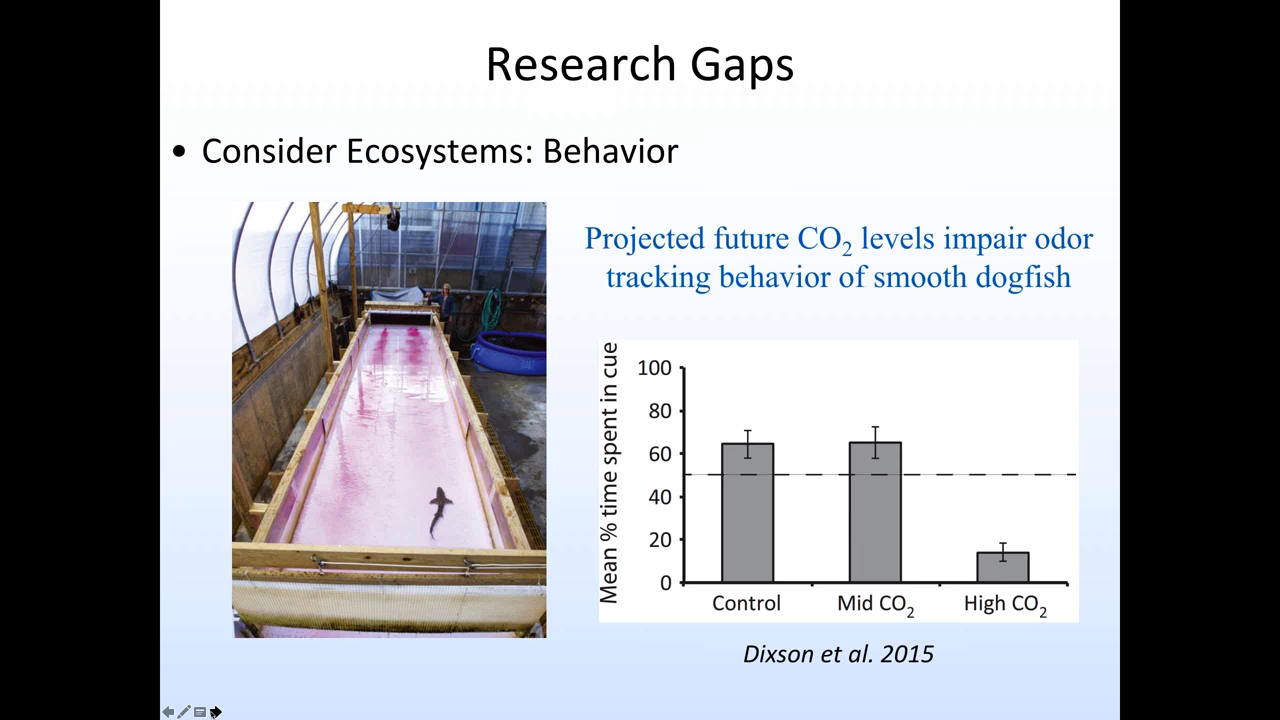 Research Gaps
• Consider Ecosystems: Behavior
Projected future CO₂ levels impair odor
tracking behavior of smooth dogfish
Mean % time spent in cue
100
80
60
40
20
0
Control Mid CO₂ High CO₂
Dixson et al. 2015